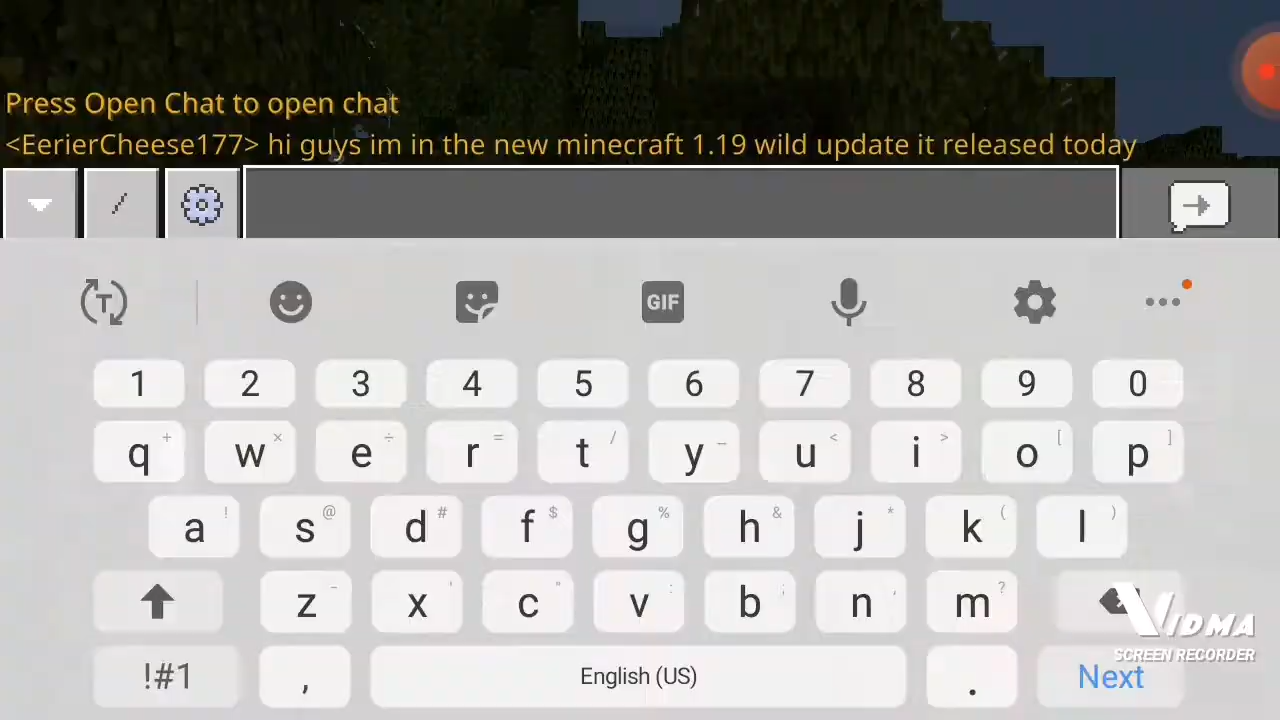 Press Open Chat to open chat
<EerierCheese177> hi guys im in the new minecraft 1.19 wild update it released today
/
T GIF
1 2 3 4 5 6 7 8 9 0
q + w × e ÷ r = t / y _ u < i > o [ p ]
a ! s @ d # f $ g % h & j * k ( l )
z - x ' c " v : b ; n , m ?
VIDMA
SCREEN RECORDER
!#1 , English (US) . Next